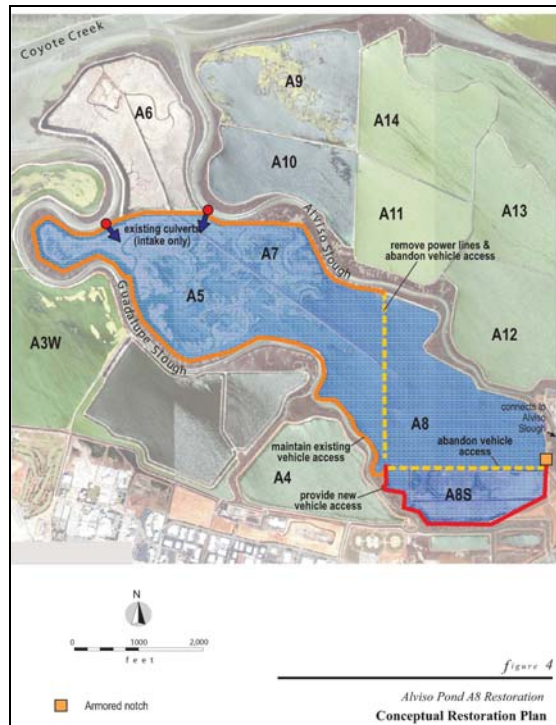 Coyote Creek
A6
A9
A14
A10
A11
A13
existing culverts
(intake only)
Alviso Slough
remove power lines &
abandon vehicle access
A7
A5
Guadalupe Slough
A3W
A12
A8
connects to
Alviso
Slough
maintain existing
vehicle access
abandon vehicle
access
A4
provide new
vehicle access
A8S
N
0 1000 2,000
feet
figure 4
Alviso Pond A8 Restoration
Conceptual Restoration Plan
Armored notch